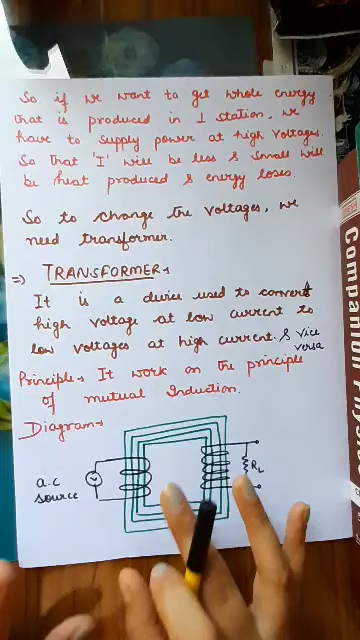 So if we want to get whole energy
that is produced in 1 station, we
have to supply power at high voltages.
So that 'I' will be less & small will
be heat produced & energy loses.
So to change the voltages, we
need transformer.
=> TRANSFORMER →
It is a device used to convert
high voltage at low current to
low voltages at high current. & vice
versa
Principle → It work on the principle
of mutual Induction.
Diagram →
a.c
source
RL